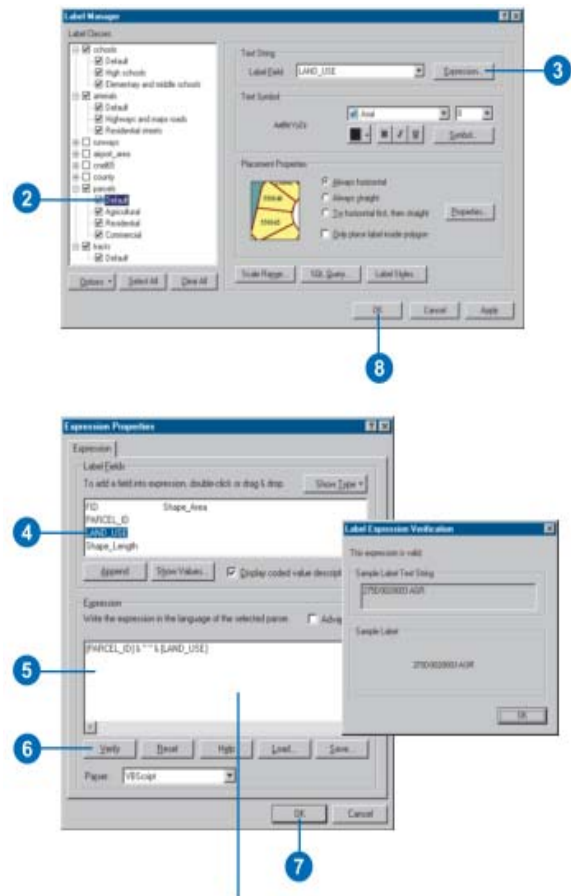 Label Manager
Label Classes
schools
Default
High schools
Elementary and middle schools
arterials
Default
Highways and major roads
Residential streets
runways
airport_area
county
parcels
Default
Agricultural
Residential
Commercial
tracts
Default
Options
Select All
Clear All
Text String
Label Field:
LAND_USE
Expression...
Text Symbol
AaBbYyZz
Arial
8
B I U
Symbol...
Placement Properties
Always horizontal
Always straight
Try horizontal first, then straight
Only place label inside polygon
Properties...
Scale Range...
SQL Query...
Label Styles...
OK
Cancel
Apply
2
3
8
Expression Properties
Expression
Label Fields
To add a field into expression, double-click or drag & drop.
Show Type
FID
Shape_Area
PARCEL_ID
LAND_USE
Shape_Length
Append
Show Values...
Display coded value descript
Expression
Write the expression in the language of the selected parser.
Adva
[PARCEL_ID] & " " & [LAND_USE]
Verify
Reset
Help
Load...
Save...
Parser:
VBScript
OK
Cancel
4
5
6
7
Label Expression Verification
This expression is valid.
Sample Label Text String
Sample Label
OK